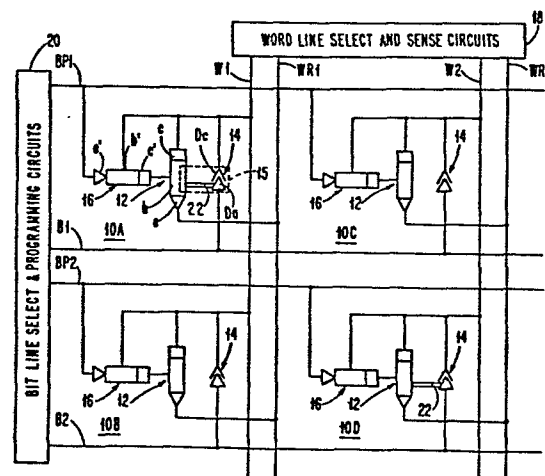 20
18
WORD LINE SELECT AND SENSE CIRCUITS
BIT LINE SELECT & PROGRAMMING CIRCUITS
BP1
W1
WR1
W2
WR
a'
b'
c'
c
Dc
14
15
16
12
b
a
22
Da
10A
14
16
12
10C
B1
BP2
14
16
12
10B
14
16
12
22
10D
B2